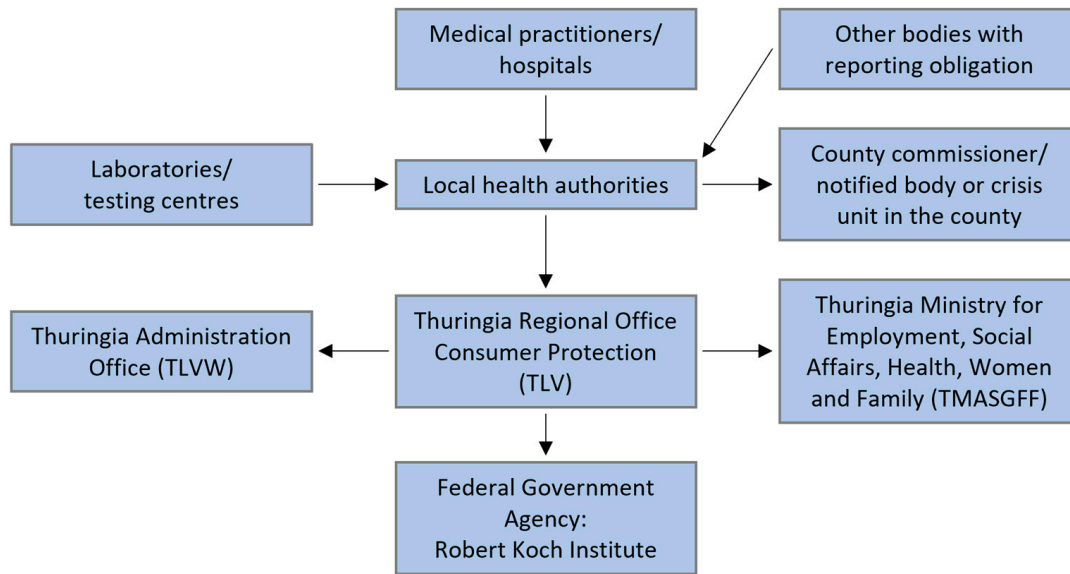 Medical practitioners/
hospitals
Other bodies with
reporting obligation
Laboratories/
testing centres
Local health authorities
County commissioner/
notified body or crisis
unit in the county
Thuringia Administration
Office (TLVW)
Thuringia Regional Office
Consumer Protection
(TLV)
Thuringia Ministry for
Employment, Social
Affairs, Health, Women
and Family (TMASGFF)
Federal Government
Agency:
Robert Koch Institute